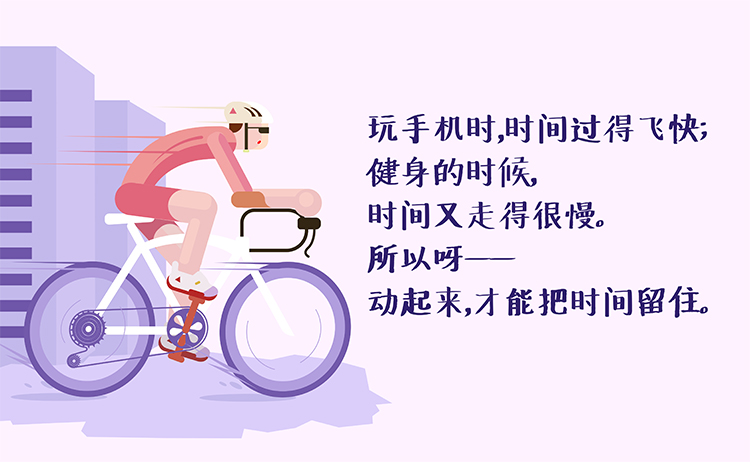 玩手机时,时间过得飞快;
健身的时候,
时间又走得很慢。
所以呀——
动起来,才能把时间留住。